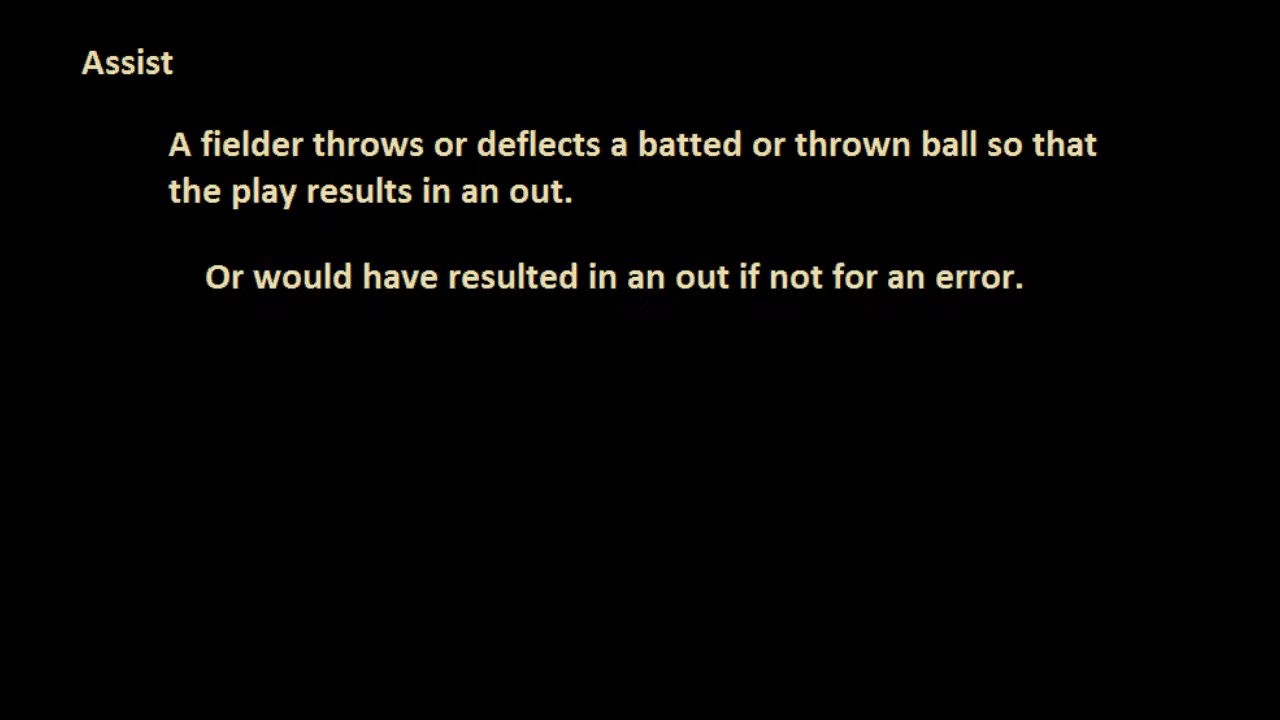 Assist
A fielder throws or deflects a batted or thrown ball so that
the play results in an out.
Or would have resulted in an out if not for an error.